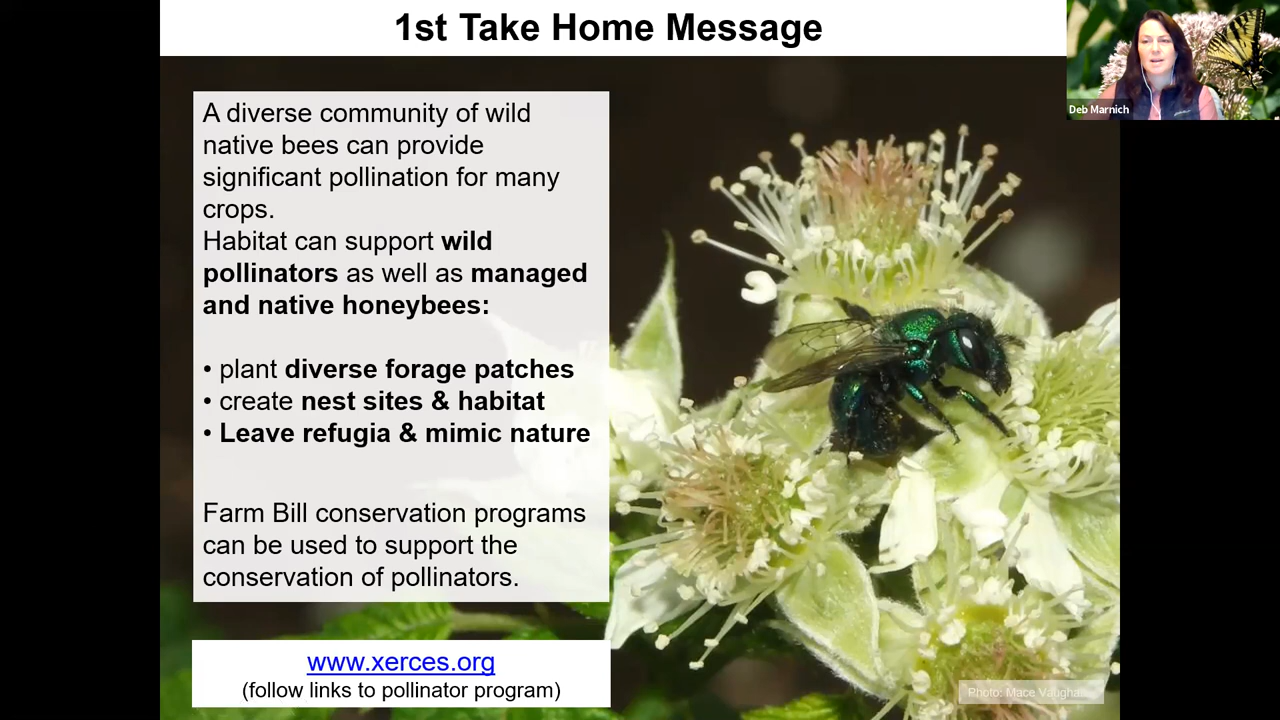 1st Take Home Message
Deb Marnich
A diverse community of wild
native bees can provide
significant pollination for many
crops.
Habitat can support wild
pollinators as well as managed
and native honeybees:
• plant diverse forage patches
• create nest sites & habitat
• Leave refugia & mimic nature
Farm Bill conservation programs
can be used to support the
conservation of pollinators.
www.xerces.org
(follow links to pollinator program)
Photo: Mace